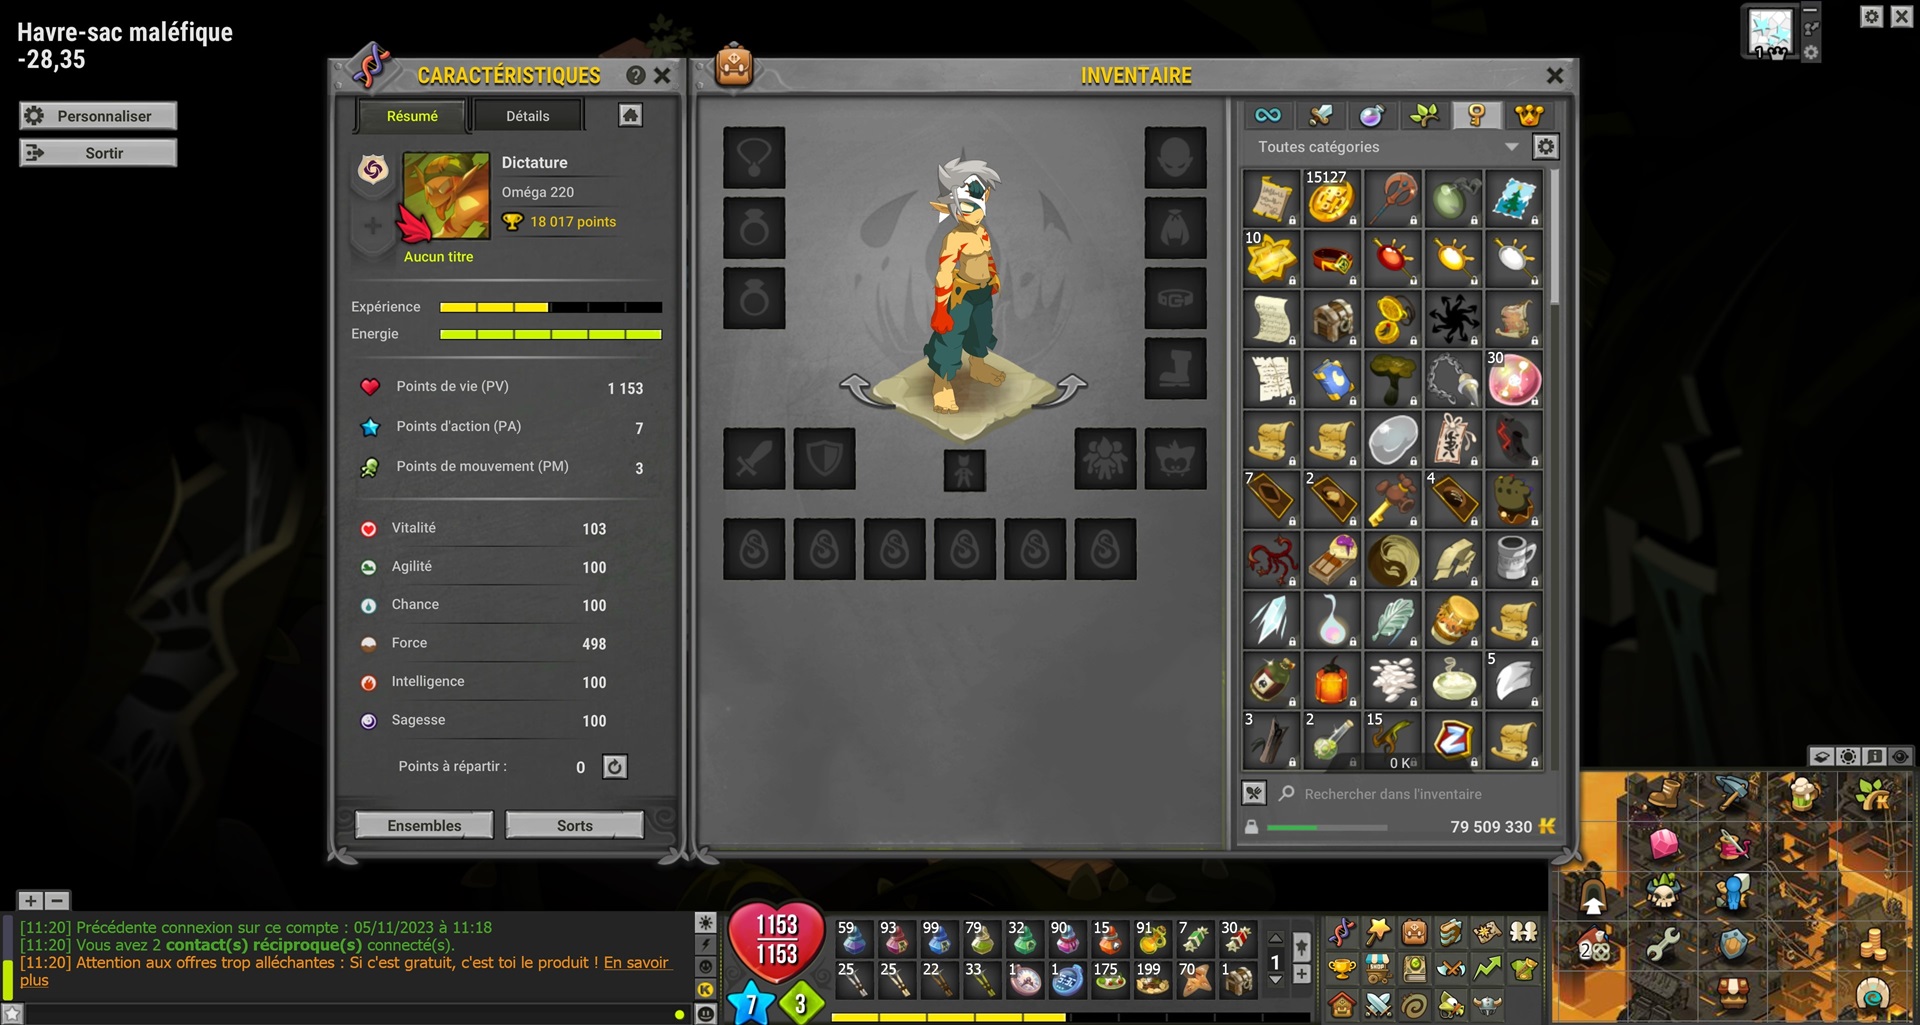 Havre-sac maléfique
-28,35
Personnaliser
Sortir
CARACTÉRISTIQUES
Résumé
Détails
Dictature
Oméga 220
18 017 points
Aucun titre
Expérience
Energie
Points de vie (PV) 1 153
Points d'action (PA) 7
Points de mouvement (PM) 3
Vitalité 103
Agilité 100
Chance 100
Force 498
Intelligence 100
Sagesse 100
Points à répartir : 0
Ensembles
Sorts
INVENTAIRE
Toutes catégories
15127
10
30
7 2 4
5
3 2 15
0 K
Rechercher dans l'inventaire
79 509 330 K
[11:20] Précédente connexion sur ce compte : 05/11/2023 à 11:18
[11:20] Vous avez 2 contact(s) réciproque(s) connecté(s).
[11:20] Attention aux offres trop alléchantes : Si c'est gratuit, c'est toi le produit ! En savoir
plus
1153
1153
7
3
59 93 99 79 32 90 15 91 7 30
25 25 22 33 1 1 175 199 70 1
1
1
2